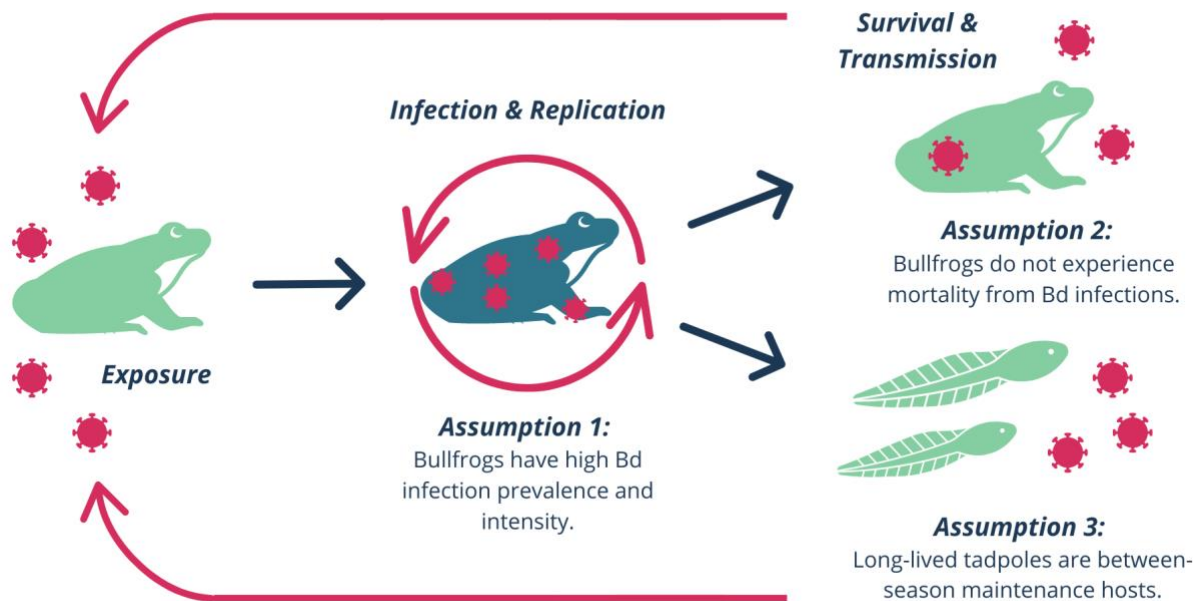 Survival &
Transmission
Infection & Replication
Exposure
Assumption 1:
Bullfrogs have high Bd
infection prevalence and
intensity.
Assumption 2:
Bullfrogs do not experience
mortality from Bd infections.
Assumption 3:
Long-lived tadpoles are between-
season maintenance hosts.